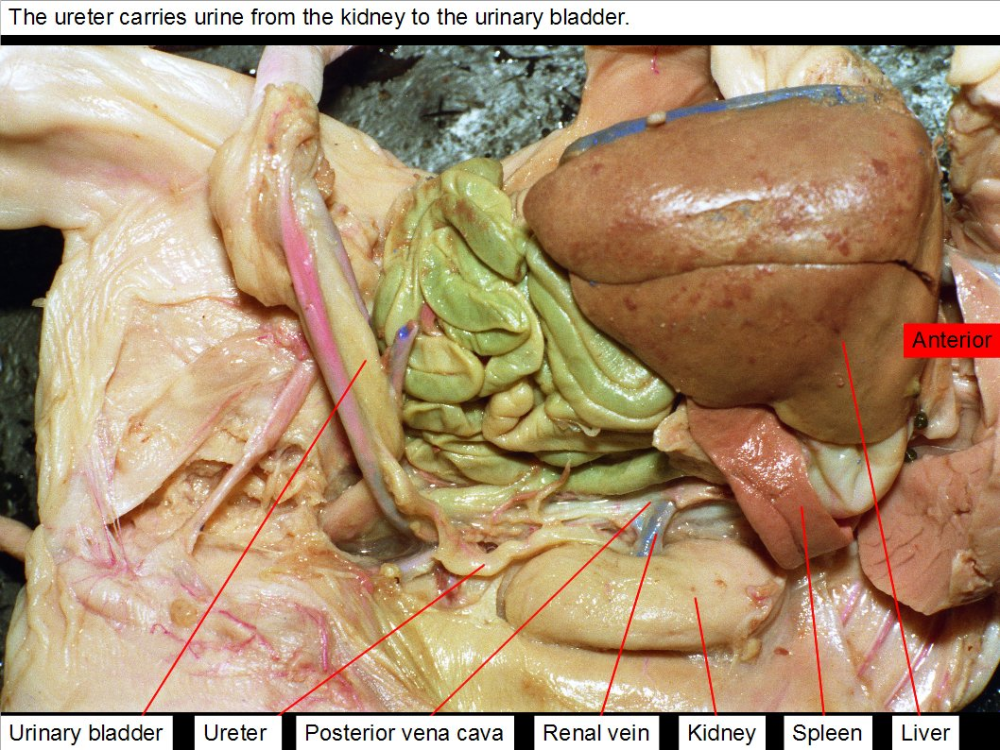 The ureter carries urine from the kidney to the urinary bladder.
Anterior
Urinary bladder
Ureter
Posterior vena cava
Renal vein
Kidney
Spleen
Liver